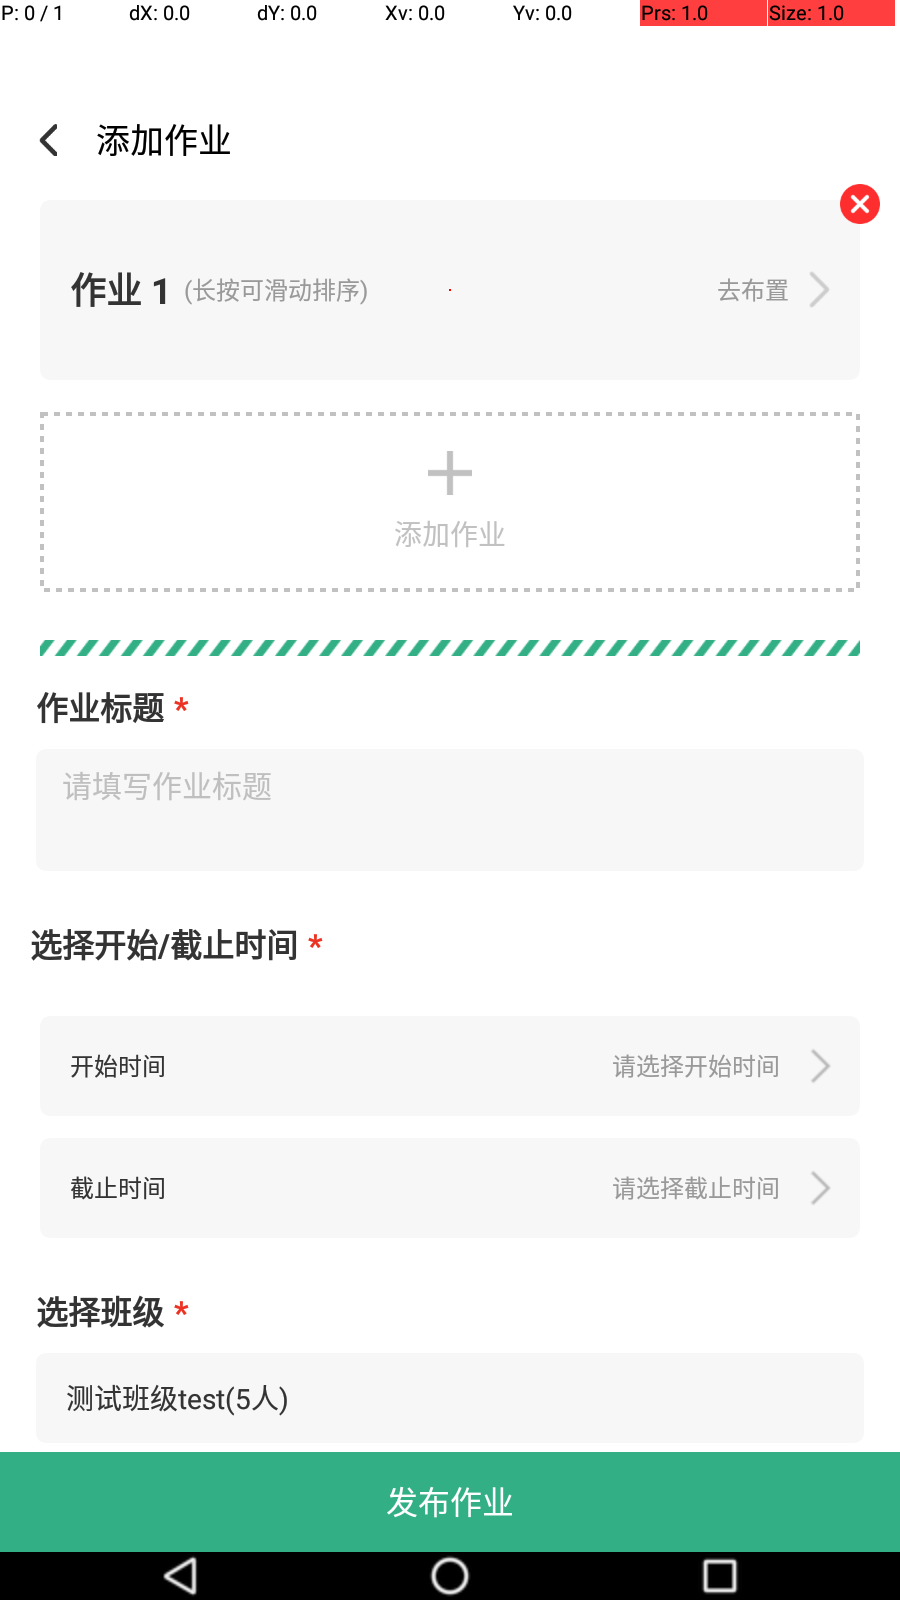 P: 0 / 1 dX: 0.0 dY: 0.0 Xv: 0.0 Yv: 0.0 Prs: 1.0 Size: 1.0
添加作业
作业 1 (长按可滑动排序) 去布置
添加作业
作业标题 *
请填写作业标题
选择开始/截止时间 *
开始时间 请选择开始时间
截止时间 请选择截止时间
选择班级 *
测试班级test(5人)
发布作业